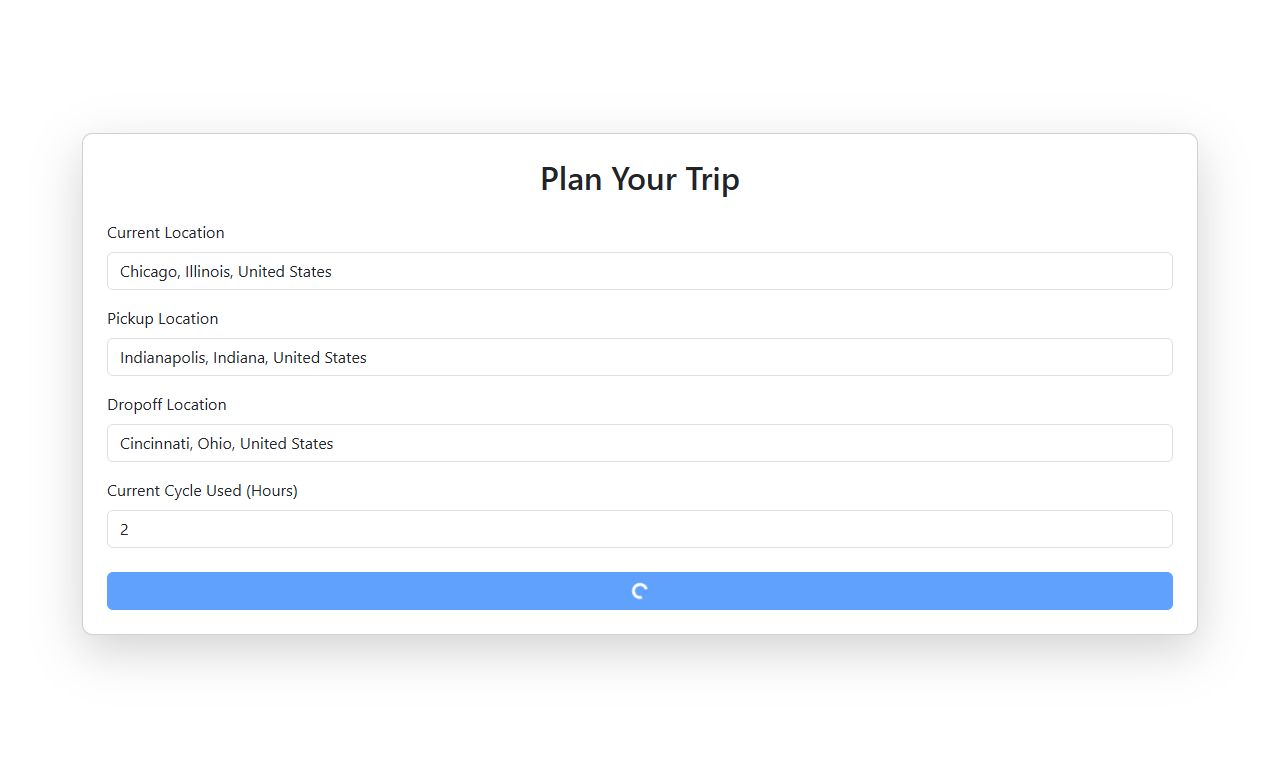 Plan Your Trip
Current Location
Chicago, Illinois, United States
Pickup Location
Indianapolis, Indiana, United States
Dropoff Location
Cincinnati, Ohio, United States
Current Cycle Used (Hours)
2